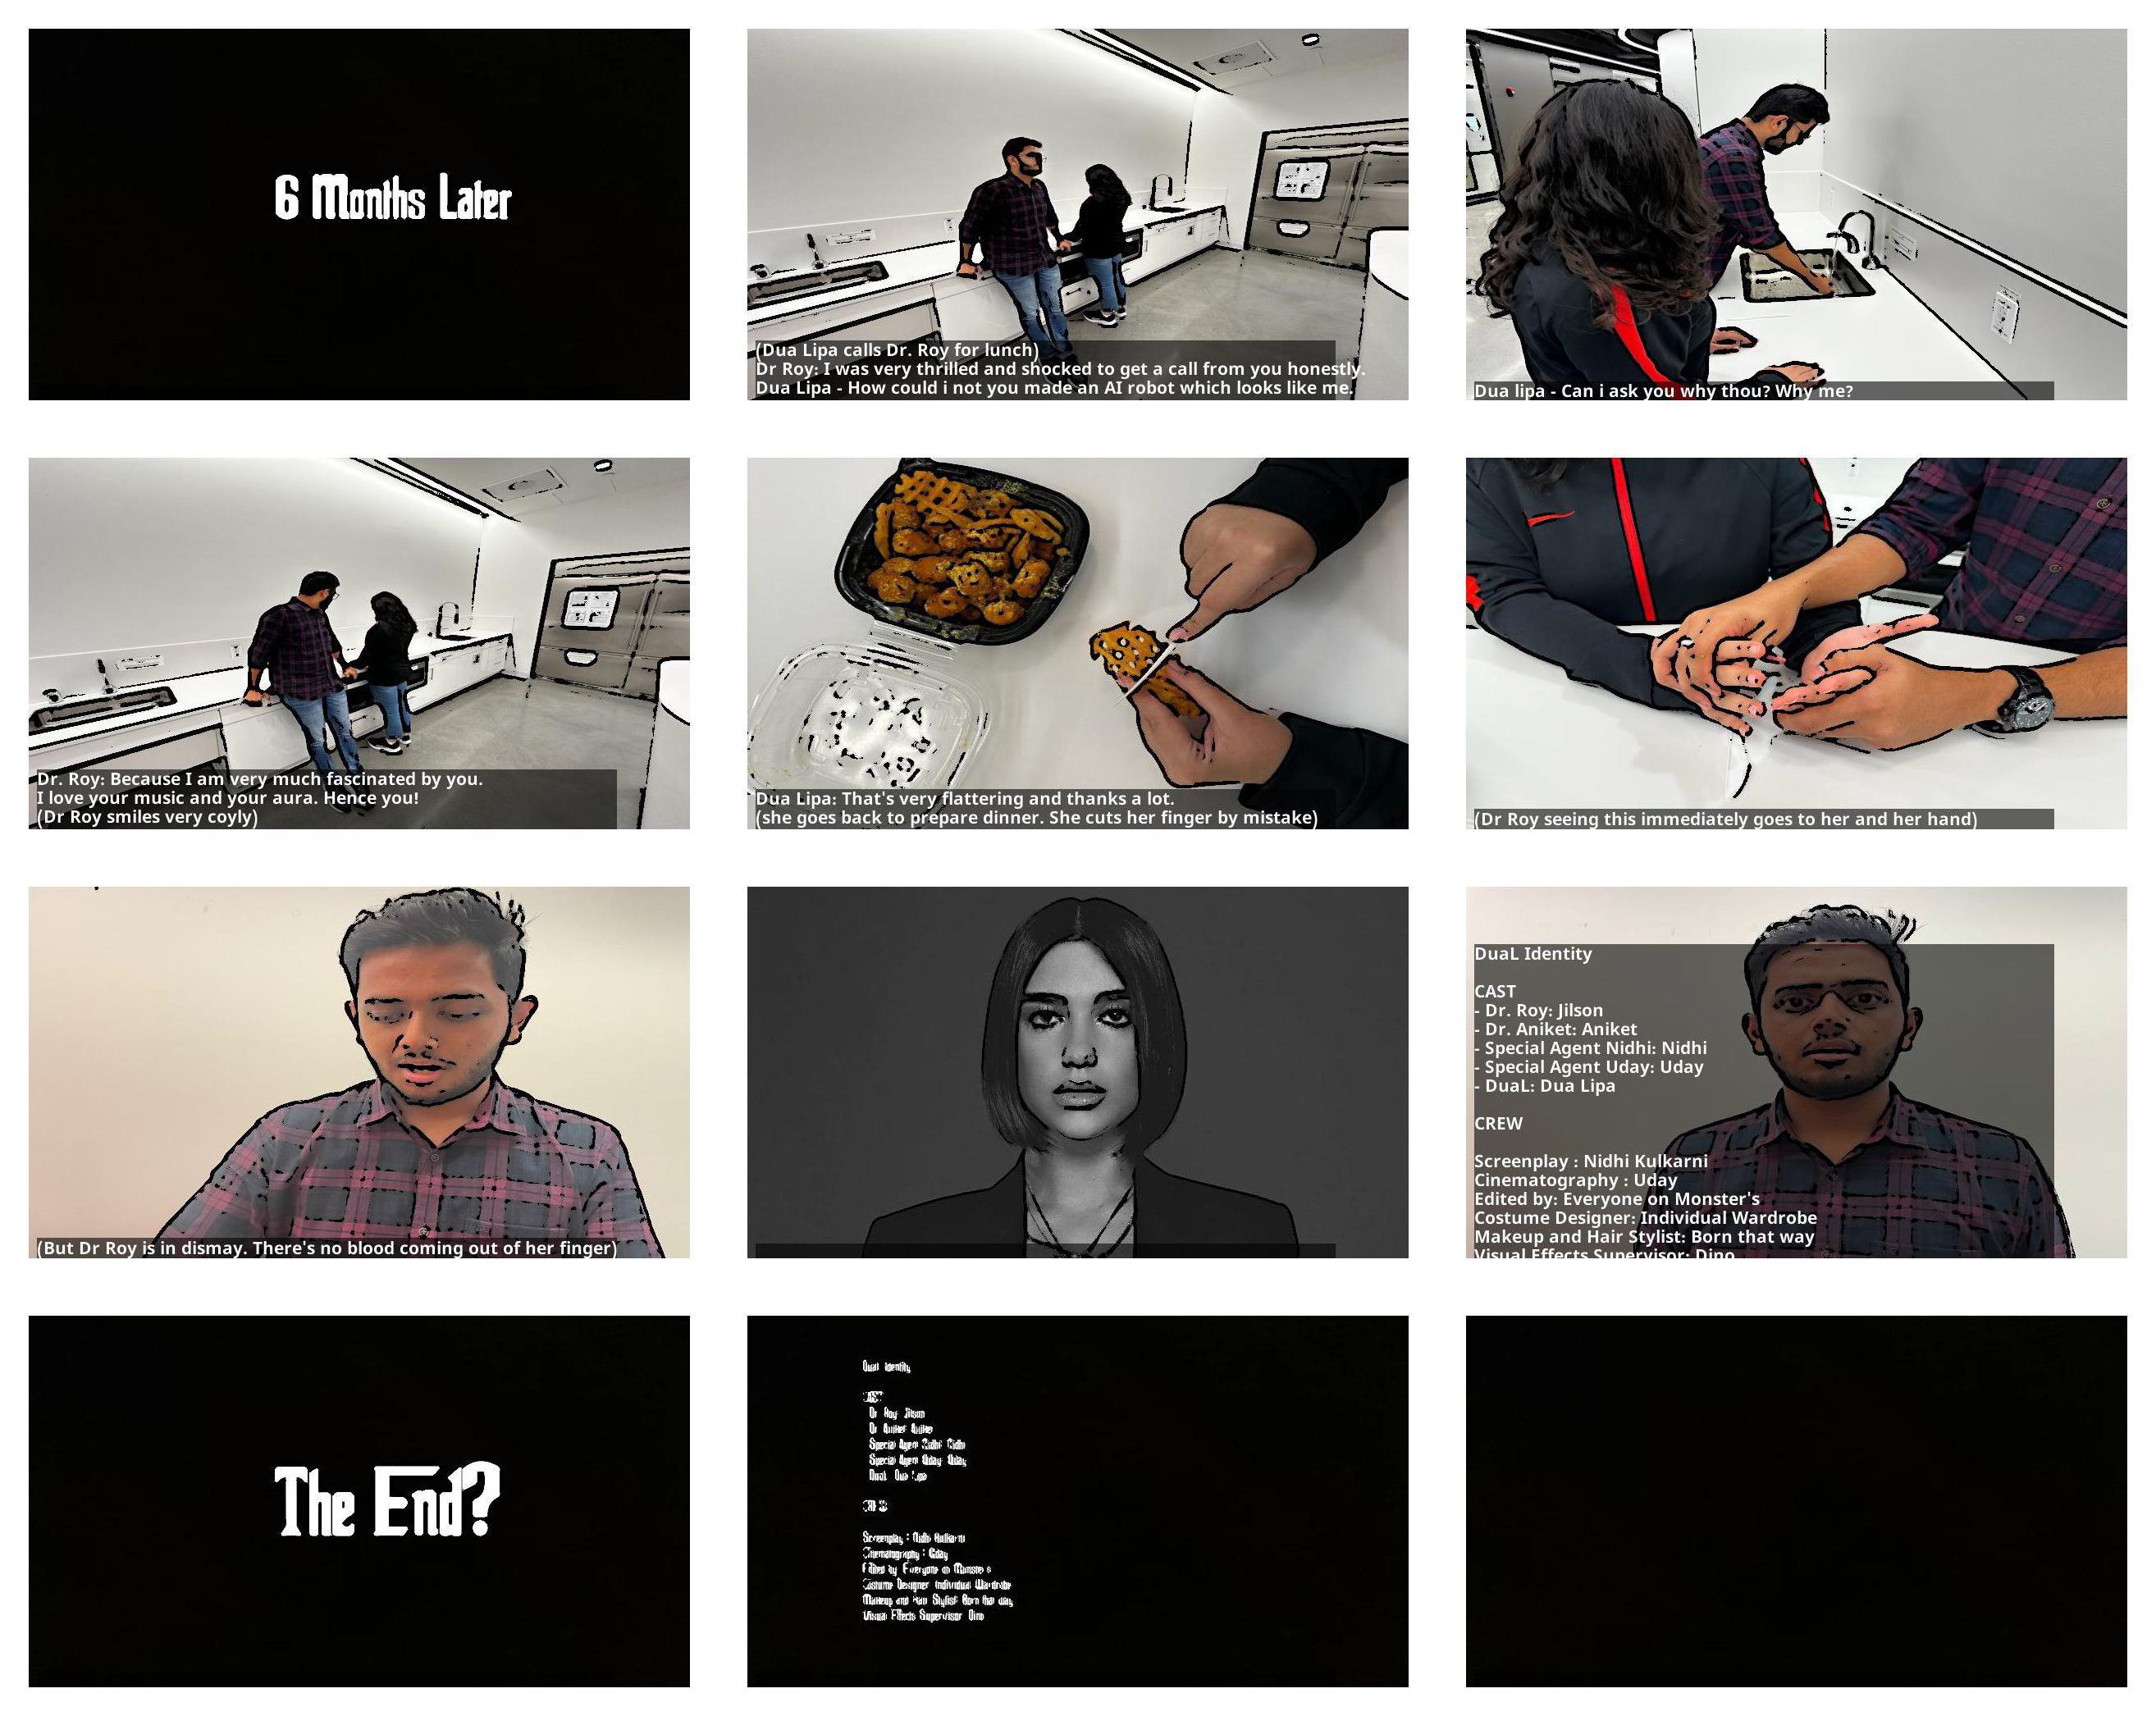 6 Months Later
(Dua Lipa calls Dr. Roy for lunch)
Dr Roy: I was very thrilled and shocked to get a call from you honestly.
Dua Lipa - How could i not you made an AI robot which looks like me.
Dua lipa - Can i ask you why thou? Why me?
Dr. Roy: Because I am very much fascinated by you.
I love your music and your aura. Hence you!
(Dr Roy smiles very coyly)
Dua Lipa: That's very flattering and thanks a lot.
(she goes back to prepare dinner. She cuts her finger by mistake)
(Dr Roy seeing this immediately goes to her and her hand)
(But Dr Roy is in dismay. There's no blood coming out of her finger)
DuaL Identity
CAST
- Dr. Roy: Jilson
- Dr. Aniket: Aniket
- Special Agent Nidhi: Nidhi
- Special Agent Uday: Uday
- DuaL: Dua Lipa
CREW
Screenplay : Nidhi Kulkarni
Cinematography : Uday
Edited by: Everyone on Monster's
Costume Designer: Individual Wardrobe
Makeup and Hair Stylist: Born that way
Visual Effects Supervisor: Dino
The End?
Dual Identity
CAST
Dr Roy: Jilson
Dr Aniket: Aniket
Special Agent Nidhi: Nidhi
Special Agent Uday: Uday
DuaL Dua Lipa
CREW
Screenplay : Nidhi Kulkarni
Cinematography : Uday
Edited by Everyone on Monster's
Costume Designer Individual Wardrobe
Makeup and Hair Stylist: Born that way
Visual Effects Supervisor Dino